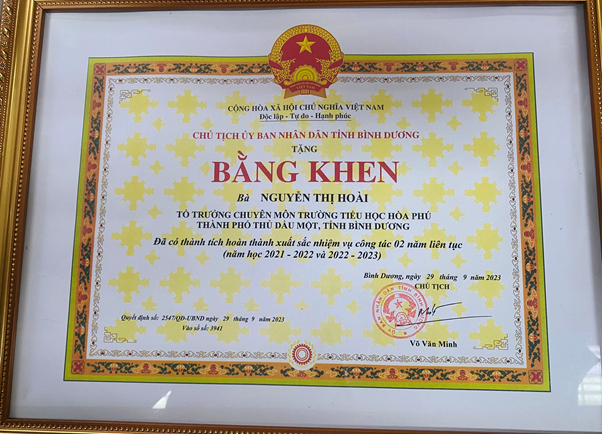 CỘNG HÒA XÃ HỘI CHỦ NGHĨA VIỆT NAM
Độc lập - Tự do - Hạnh phúc
CHỦ TỊCH ỦY BAN NHÂN DÂN TỈNH BÌNH DƯƠNG
TẶNG
BẰNG KHEN
Bà NGUYỄN THỊ HOÀI
TỔ TRƯỞNG CHUYÊN MÔN TRƯỜNG TIỂU HỌC HÒA PHÚ
THÀNH PHỐ THỦ DẦU MỘT, TỈNH BÌNH DƯƠNG
Đã có thành tích hoàn thành xuất sắc nhiệm vụ công tác 02 năm liên tục
(năm học 2021 - 2022 và 2022 - 2023)
Bình Dương, ngày 29 tháng 9 năm 2023
CHỦ TỊCH
Quyết định số: 2547/QĐ-UBND ngày 29 tháng 9 năm 2023
Vào sổ số: 3941
Võ Văn Minh